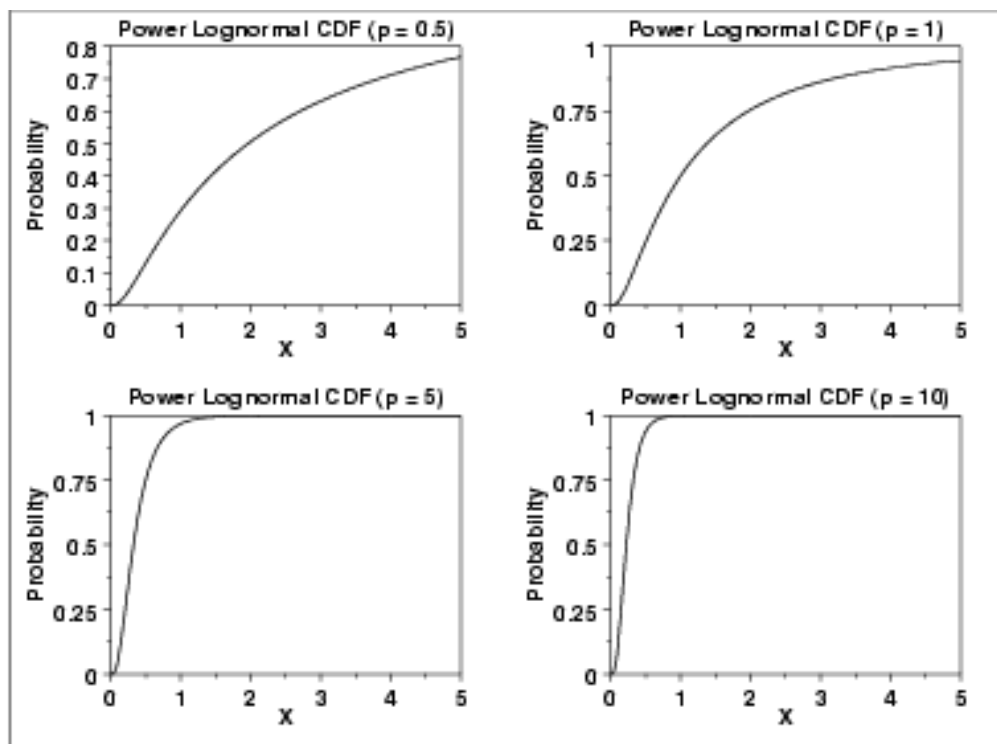 Power Lognormal CDF (p = 0.5)
0.8
0.7
0.6
0.5
0.4
0.3
0.2
0.1
0
Probability
0 1 2 3 4 5
X
Power Lognormal CDF (p = 1)
1
0.75
0.5
0.25
0
Probability
0 1 2 3 4 5
X
Power Lognormal CDF (p = 5)
1
0.75
0.5
0.25
0
Probability
0 1 2 3 4 5
X
Power Lognormal CDF (p = 10)
1
0.75
0.5
0.25
0
Probability
0 1 2 3 4 5
X